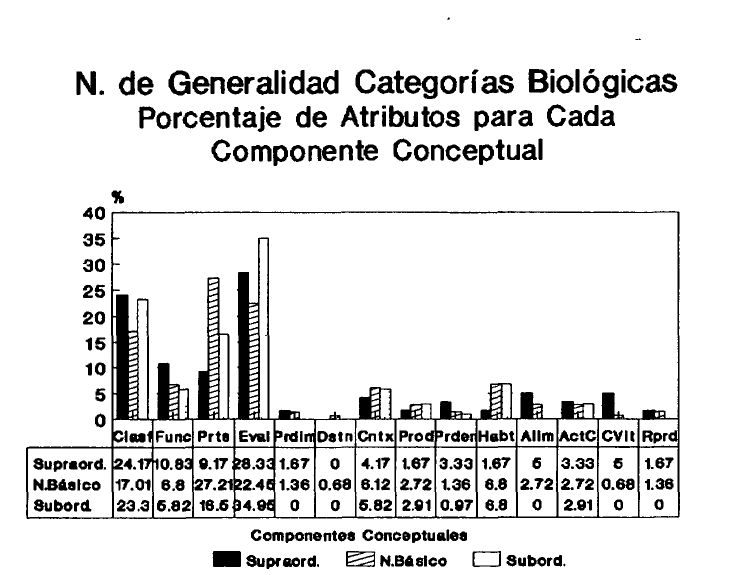 N. de Generalidad Categorías Biológicas
Porcentaje de Atributos para Cada
Componente Conceptual
%
40
35
30
25
20
15
10
5
0
Clasf Func Prts Eval Prdim Dstn Cntx Prod Prden Habt Alim ActC CVit Rprd
Supraord. 24.17 10.83 9.17 28.33 1.67 0 4.17 1.67 3.33 1.67 5 3.33 5 1.67
N.Básico 17.01 6.8 27.21 22.45 1.36 0.68 6.12 2.72 1.36 6.8 2.72 2.72 0.68 1.36
Subord. 23.3 5.82 16.5 34.95 0 0 5.82 2.91 0.97 6.8 0 2.91 0 0
Componentes Conceptuales
Supraord. N.Básico Subord.